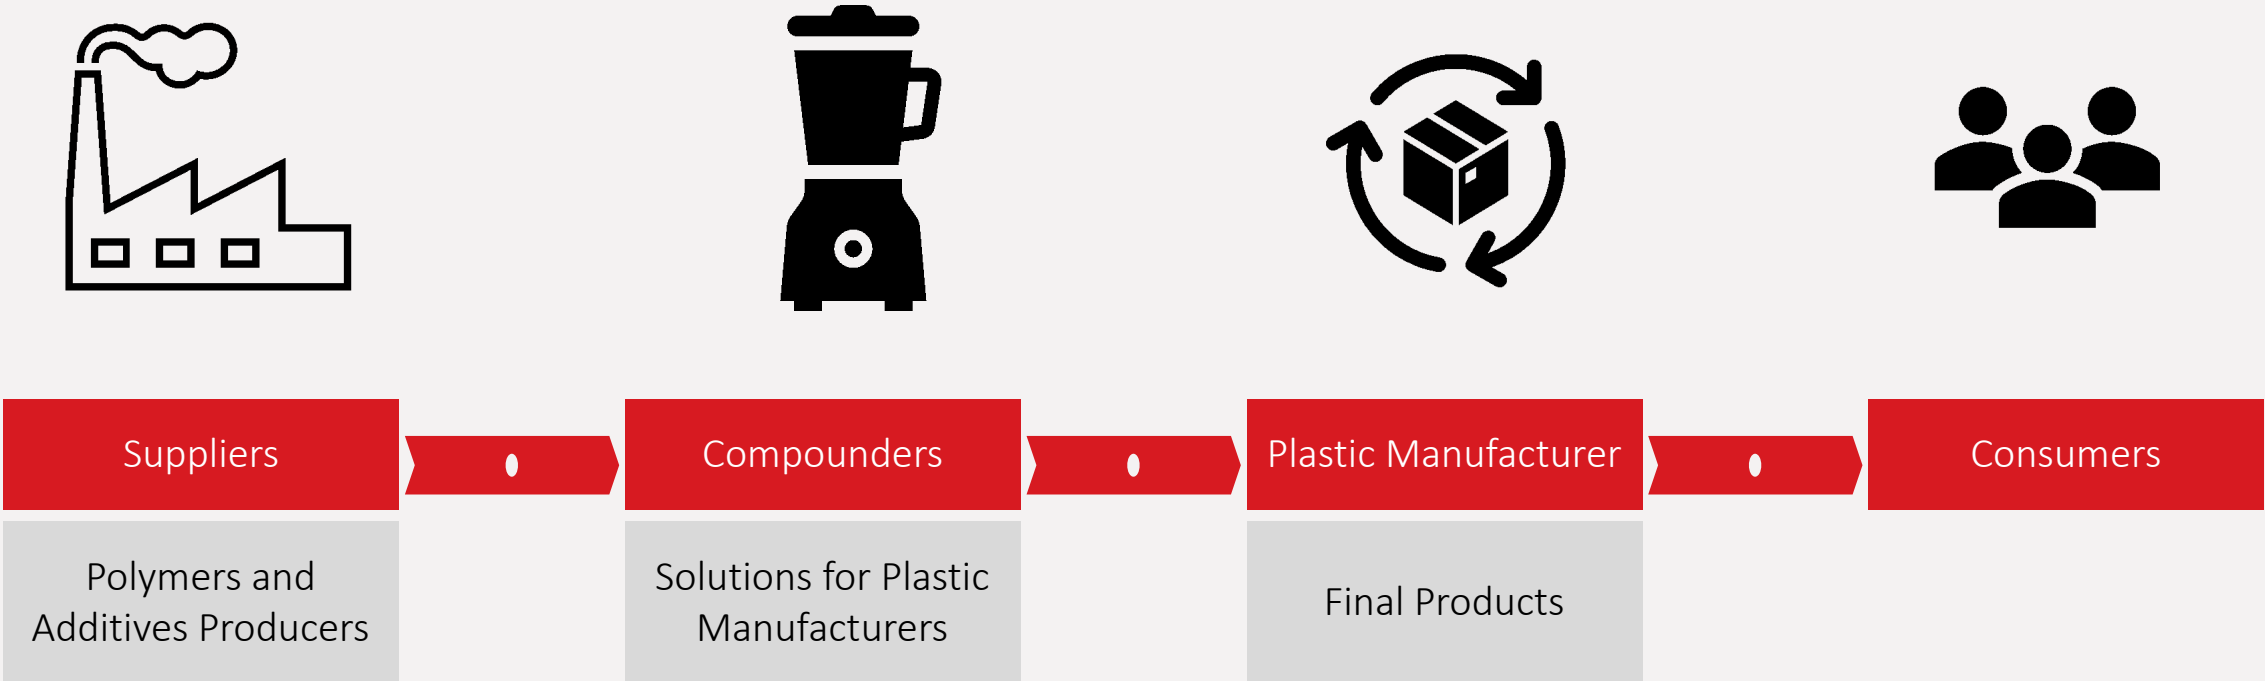 Suppliers
Compounders
Plastic Manufacturer
Consumers
Polymers and
Additives Producers
Solutions for Plastic
Manufacturers
Final Products